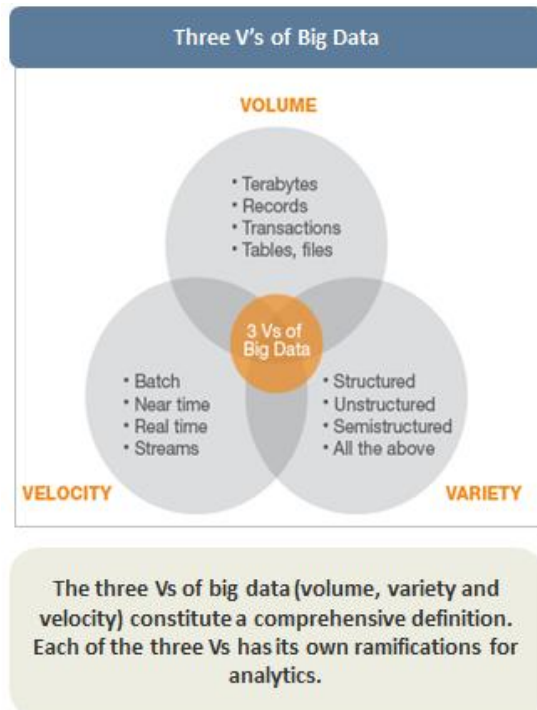 Three V's of Big Data
VOLUME
• Terabytes
• Records
• Transactions
• Tables, files
3 Vs of
Big Data
• Batch
• Near time
• Real time
• Streams
• Structured
• Unstructured
• Semistructured
• All the above
VELOCITY
VARIETY
The three Vs of big data (volume, variety and
velocity) constitute a comprehensive definition.
Each of the three Vs has its own ramifications for
analytics.